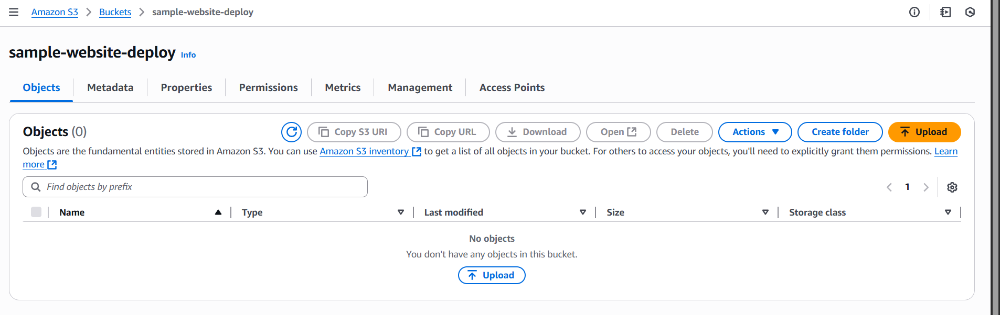 Amazon S3 > Buckets > sample-website-deploy
sample-website-deploy Info
Objects Metadata Properties Permissions Metrics Management Access Points
Objects (0) Copy S3 URI Copy URL Download Open Delete Actions Create folder Upload
Objects are the fundamental entities stored in Amazon S3. You can use Amazon S3 inventory to get a list of all objects in your bucket. For others to access your objects, you'll need to explicitly grant them permissions. Learn
more
Find objects by prefix 1
Name Type Last modified Size Storage class
No objects
You don't have any objects in this bucket.
Upload